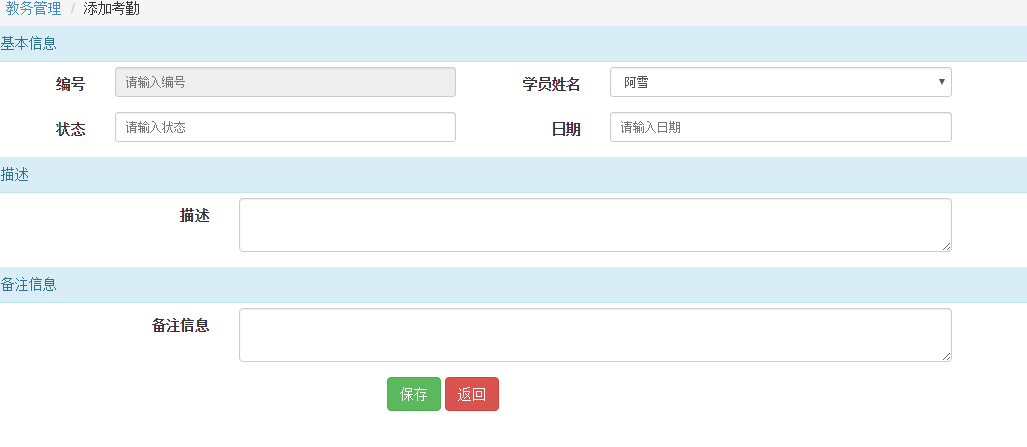 教务管理 / 添加考勤
基本信息
编号 请输入编号 学员姓名 阿雪
状态 请输入状态 日期 请输入日期
描述
描述
备注信息
备注信息
保存 返回